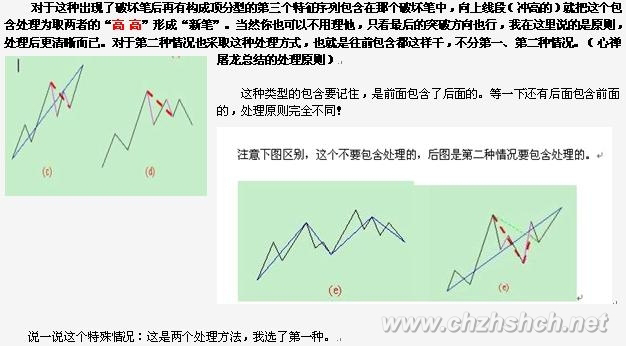 对于这种出现了破坏笔后再有构成顶分型的第三个特征序列包含在那个破坏笔中，向上线段（冲高的）就把这个包
含处理为取两者的“高 高”形成“新笔”。当然你也可以不用理他，只看最后的突破方向也行，我在这里说的是原则，
处理后更清晰而已。对于第二种情况也采取这种处理方式，也就是往前包含都这样干，不分第一、第二种情况。（心禅
屠龙总结的处理原则）
(c)
(d)
这种类型的包含要记住，是前面包含了后面的。等一下还有后面包含前面
的，处理原则完全不同！
注意下图区别，这个不要包含处理的，后图是第二种情况要包含处理的。
(e)
(e)
www.chzhshch.net
说一说这个特殊情况：这是两个处理方法，我选了第一种。